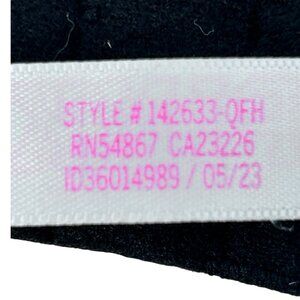 STYLE # 142633-QFH
RN54867 CA23226
ID36014989 / 05/23